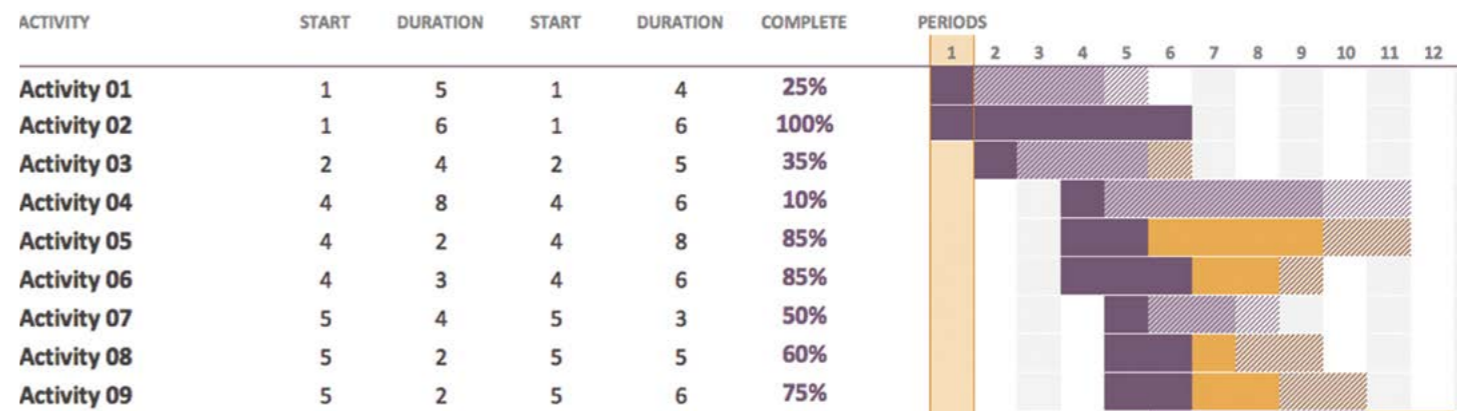 ACTIVITY START DURATION START DURATION COMPLETE PERIODS
1 2 3 4 5 6 7 8 9 10 11 12
Activity 01 1 5 1 4 25%
Activity 02 1 6 1 6 100%
Activity 03 2 4 2 5 35%
Activity 04 4 8 4 6 10%
Activity 05 4 2 4 8 85%
Activity 06 4 3 4 6 85%
Activity 07 5 4 5 3 50%
Activity 08 5 2 5 5 60%
Activity 09 5 2 5 6 75%